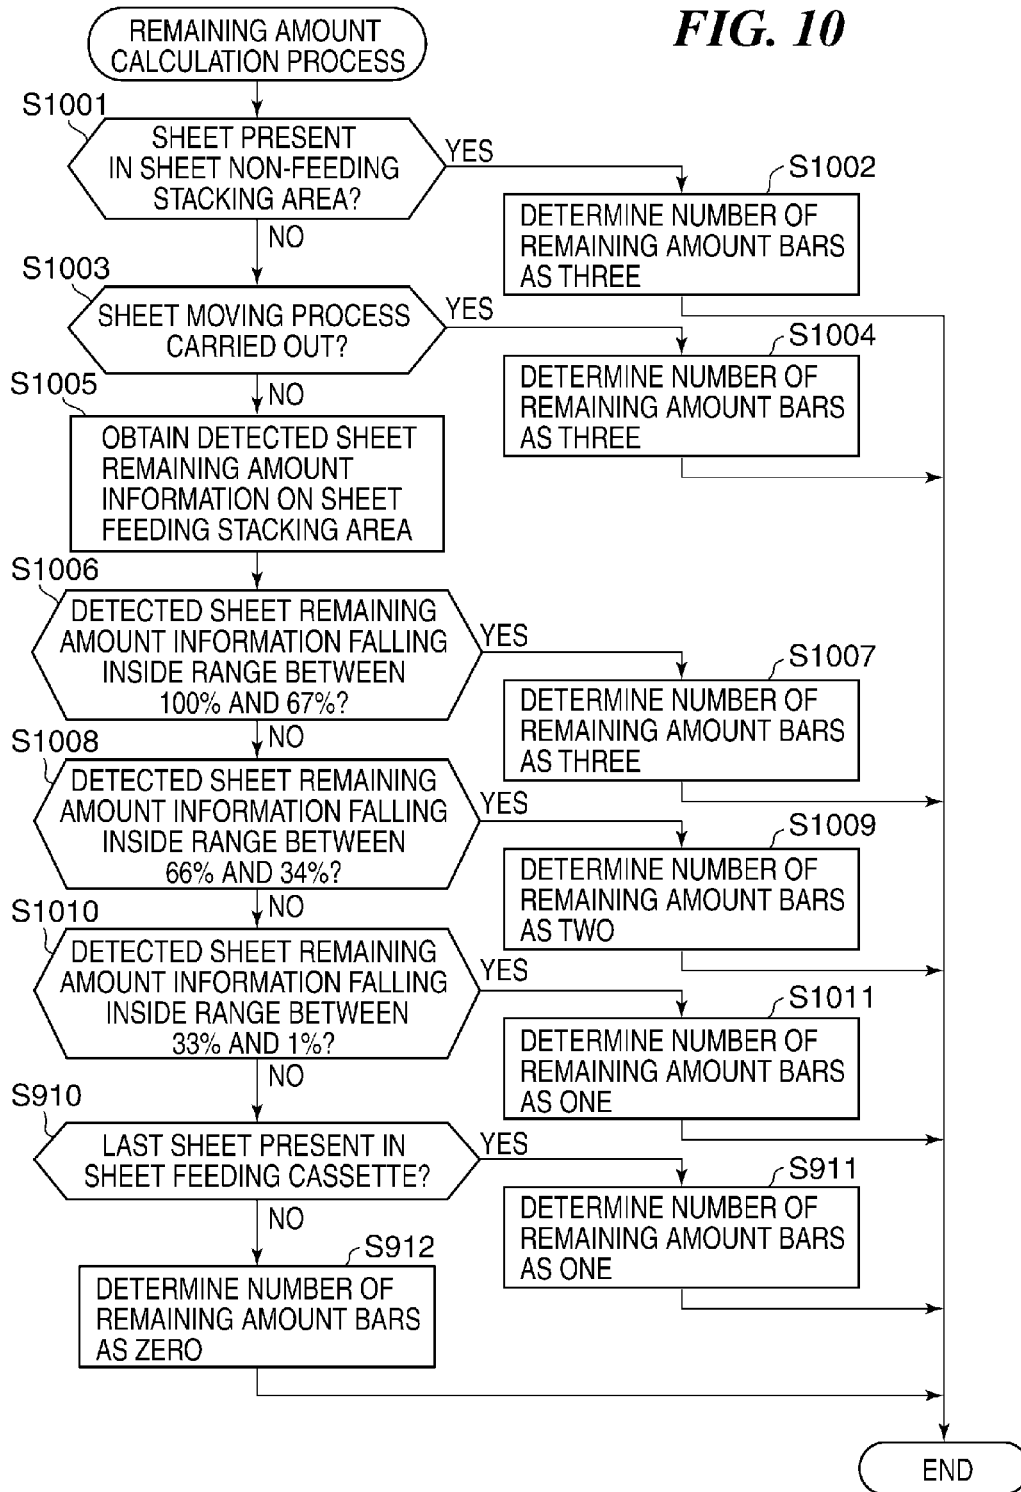 FIG. 10
REMAINING AMOUNT
CALCULATION PROCESS
S1001
SHEET PRESENT
IN SHEET NON-FEEDING
STACKING AREA?
YES
NO
S1002
DETERMINE NUMBER OF
REMAINING AMOUNT BARS
AS THREE
S1003
SHEET MOVING PROCESS
CARRIED OUT?
YES
NO
S1004
DETERMINE NUMBER OF
REMAINING AMOUNT BARS
AS THREE
S1005
OBTAIN DETECTED SHEET
REMAINING AMOUNT
INFORMATION ON SHEET
FEEDING STACKING AREA
S1006
DETECTED SHEET REMAINING
AMOUNT INFORMATION FALLING
INSIDE RANGE BETWEEN
100% AND 67%?
YES
NO
S1007
DETERMINE NUMBER OF
REMAINING AMOUNT BARS
AS THREE
S1008
DETECTED SHEET REMAINING
AMOUNT INFORMATION FALLING
INSIDE RANGE BETWEEN
66% AND 34%?
YES
NO
S1009
DETERMINE NUMBER OF
REMAINING AMOUNT BARS
AS TWO
S1010
DETECTED SHEET REMAINING
AMOUNT INFORMATION FALLING
INSIDE RANGE BETWEEN
33% AND 1%?
YES
NO
S1011
DETERMINE NUMBER OF
REMAINING AMOUNT BARS
AS ONE
S910
LAST SHEET PRESENT IN
SHEET FEEDING CASSETTE?
YES
NO
S911
DETERMINE NUMBER OF
REMAINING AMOUNT BARS
AS ONE
S912
DETERMINE NUMBER OF
REMAINING AMOUNT BARS
AS ZERO
END